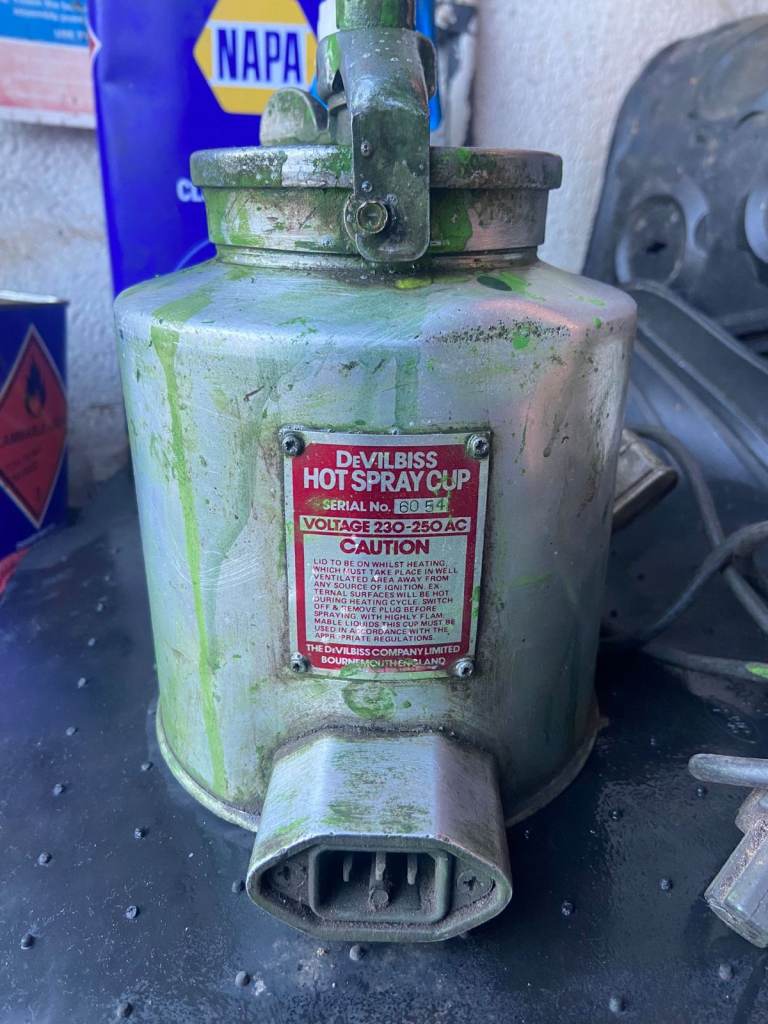 NAPA
CL
DEVILBISS
HOT SPRAY CUP
SERIAL No. 6054
VOLTAGE 230-250 AC
CAUTION
LID TO BE ON WHILST HEATING,
WHICH MUST TAKE PLACE IN WELL
VENTILATED AREA AWAY FROM
ANY SOURCE OF IGNITION. EX-
TERNAL SURFACES WILL BE HOT
DURING HEATING CYCLE. SWITCH
OFF & REMOVE PLUG BEFORE
SPRAYING. WITH HIGHLY FLAM-
MABLE LIQUIDS THIS CUP MUST BE
USED IN ACCORDANCE WITH THE
APPROPRIATE REGULATIONS.
THE DEVILBISS COMPANY LIMITED
BOURNEMOUTH ENGLAND